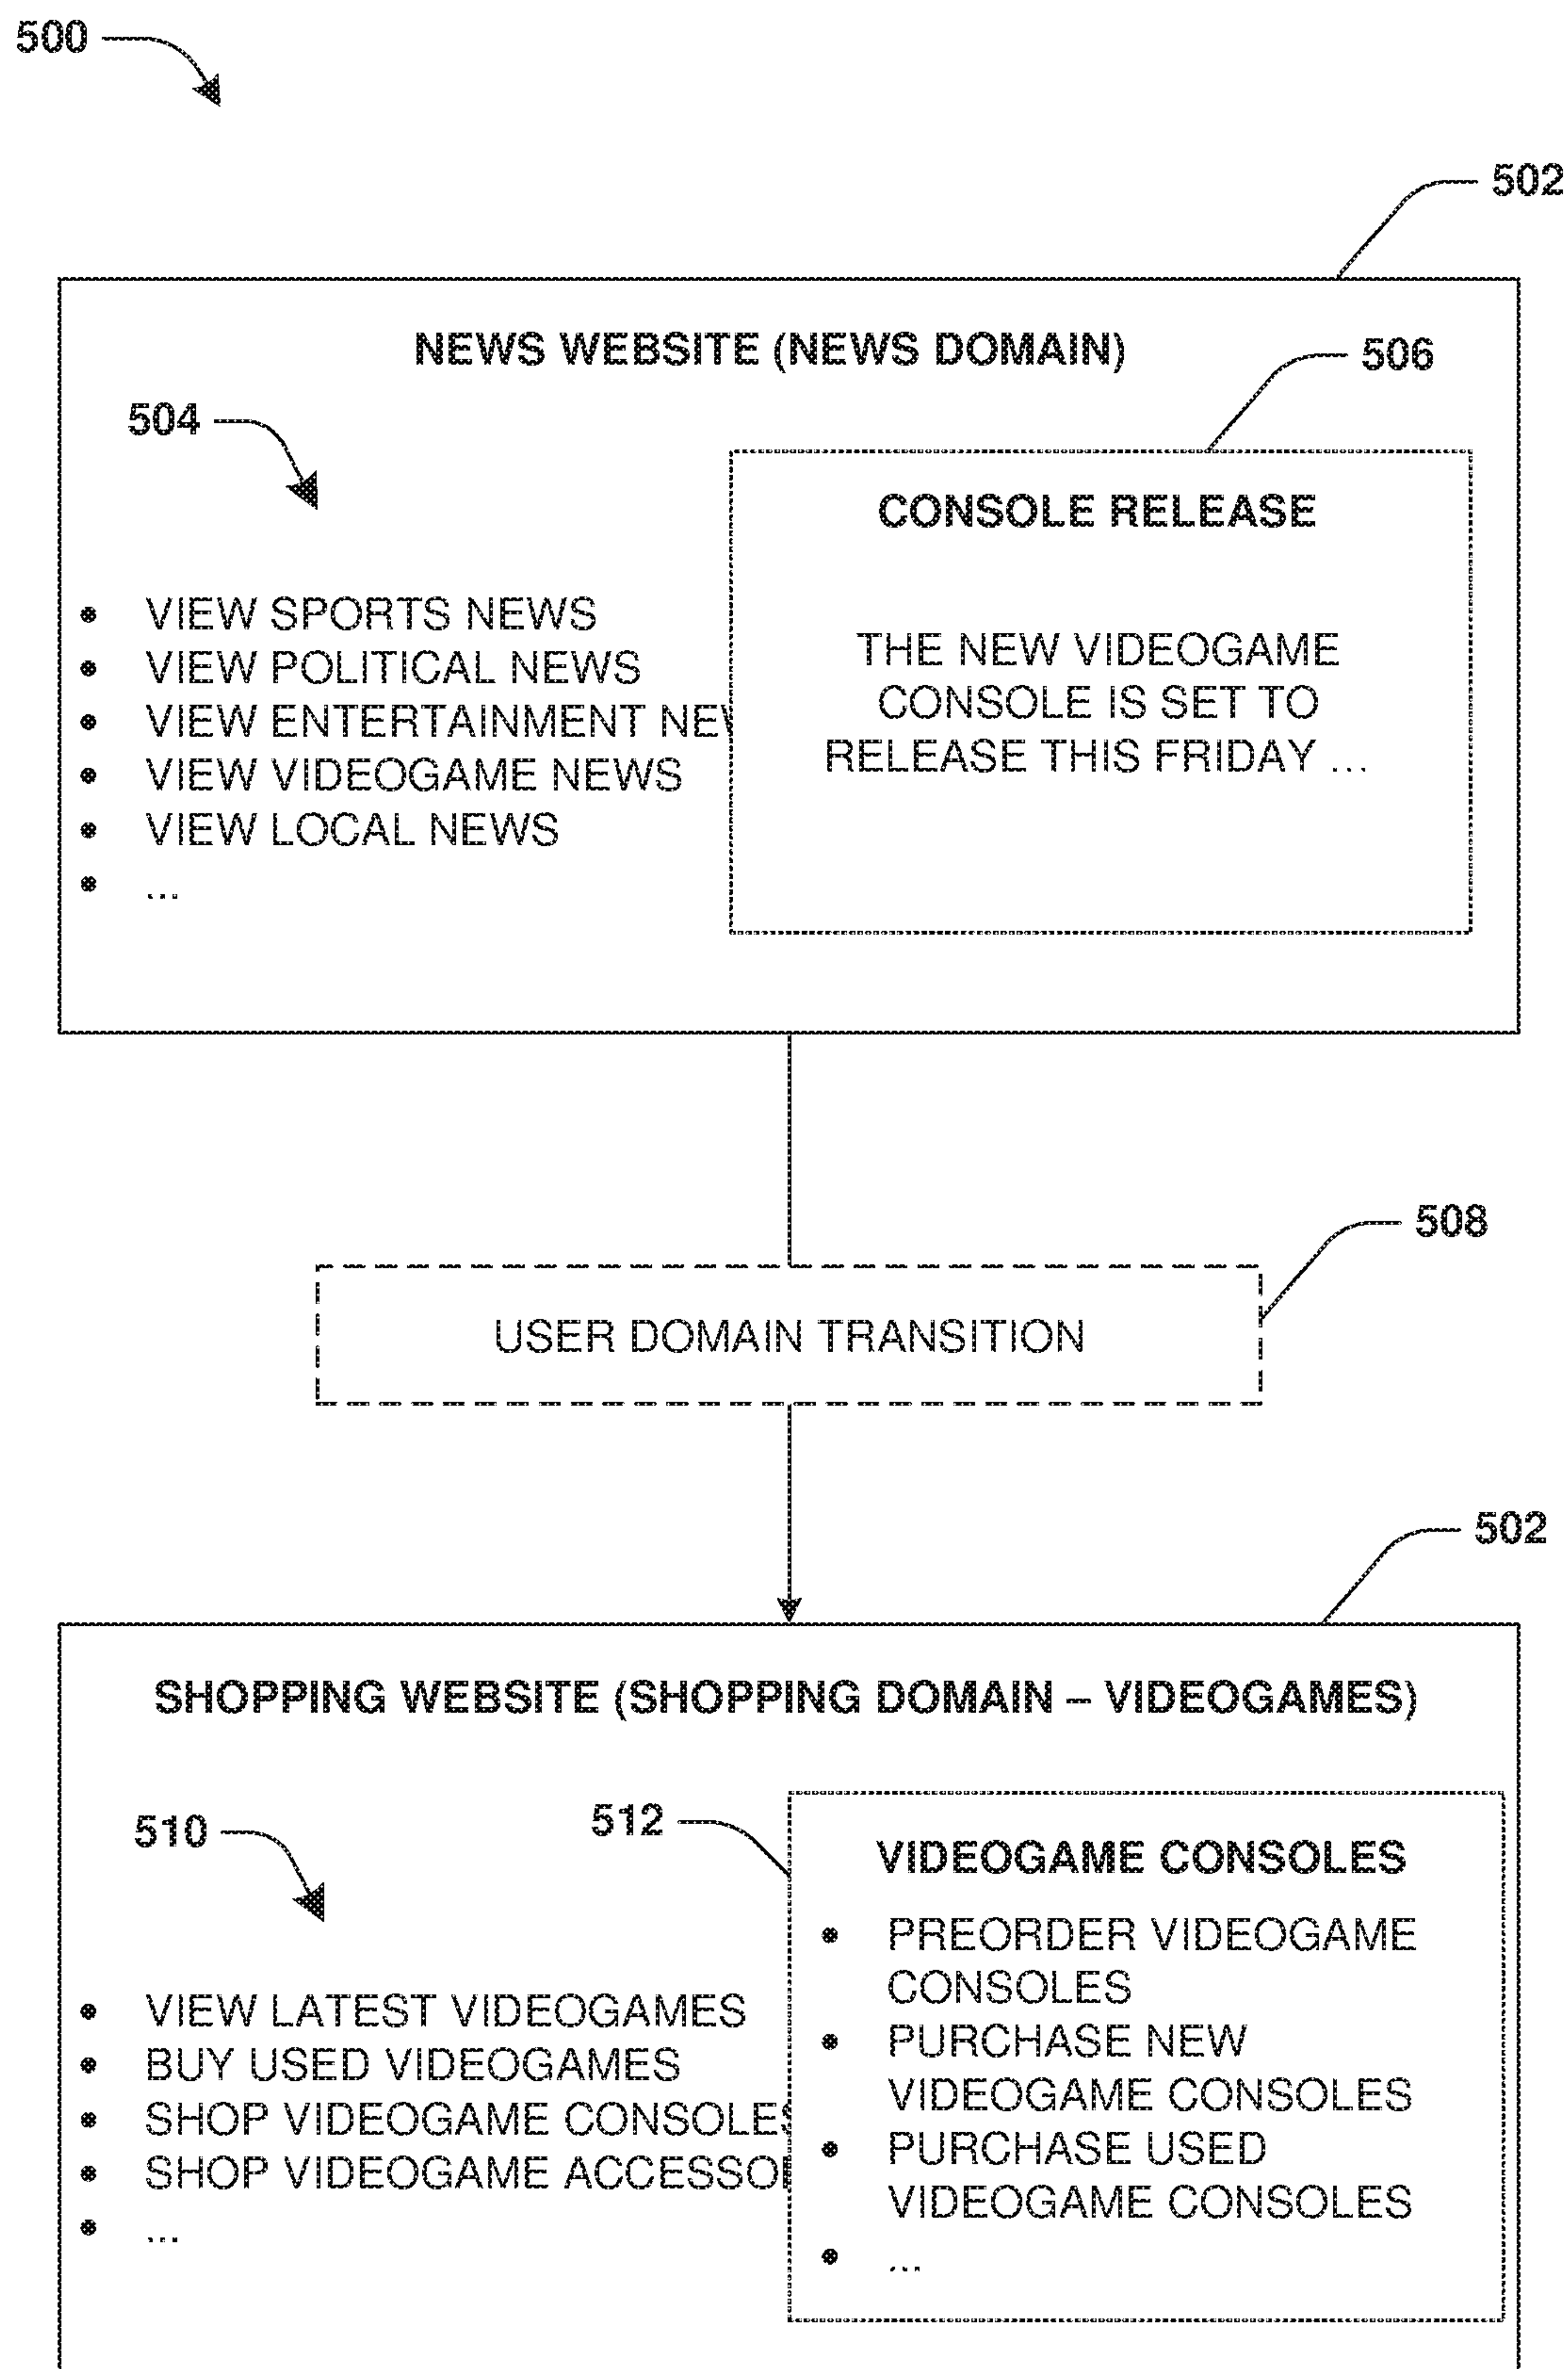 500
502
NEWS WEBSITE (NEWS DOMAIN)
506
504
CONSOLE RELEASE
THE NEW VIDEOGAME
CONSOLE IS SET TO
RELEASE THIS FRIDAY ...
• VIEW SPORTS NEWS
• VIEW POLITICAL NEWS
• VIEW ENTERTAINMENT
• VIEW VIDEOGAME NEWS
• VIEW LOCAL NEWS
• ...
508
USER DOMAIN TRANSITION
502
SHOPPING WEBSITE (SHOPPING DOMAIN – VIDEOGAMES)
510
512
• VIEW LATEST VIDEOGAMES
• BUY USED VIDEOGAMES
• SHOP VIDEOGAME CONSOLES
• SHOP VIDEOGAME
• ...
VIDEOGAME CONSOLES
• PREORDER VIDEOGAME
CONSOLES
• PURCHASE NEW
VIDEOGAME CONSOLES
• PURCHASE USED
VIDEOGAME CONSOLES
• ...